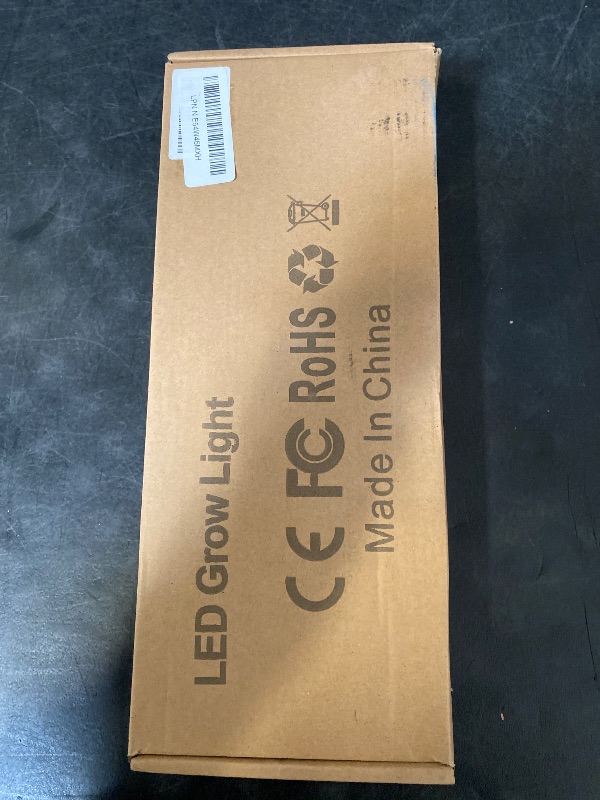 LED Grow Light
CE FC RoHS
Made In China